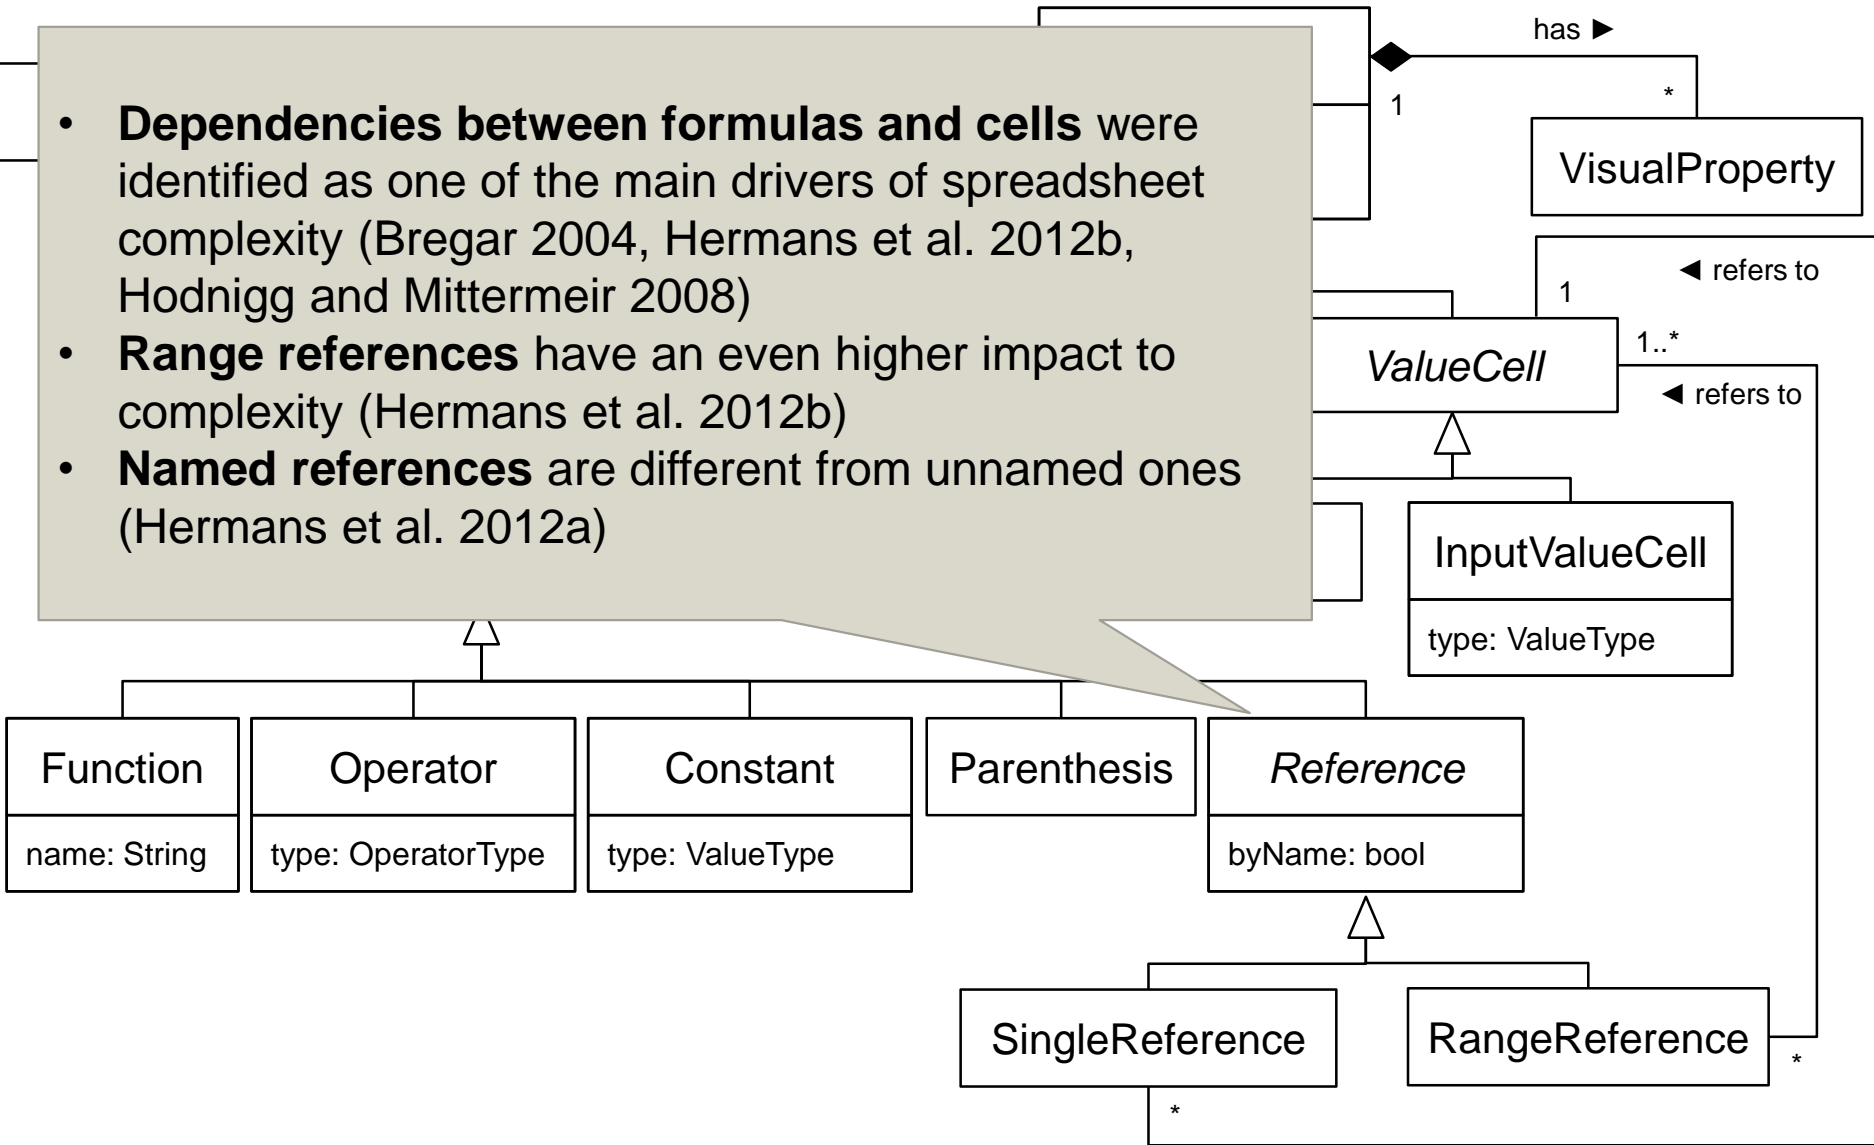 has ►
1
*
VisualProperty
• Dependencies between formulas and cells were
identified as one of the main drivers of spreadsheet
complexity (Bregar 2004, Hermans et al. 2012b,
Hodnigg and Mittermeir 2008)
• Range references have an even higher impact to
complexity (Hermans et al. 2012b)
• Named references are different from unnamed ones
(Hermans et al. 2012a)
◄ refers to
1
ValueCell
1..*
◄ refers to
InputValueCell
type: ValueType
Function
name: String
Operator
type: OperatorType
Constant
type: ValueType
Parenthesis
Reference
byName: bool
SingleReference
*
RangeReference
*